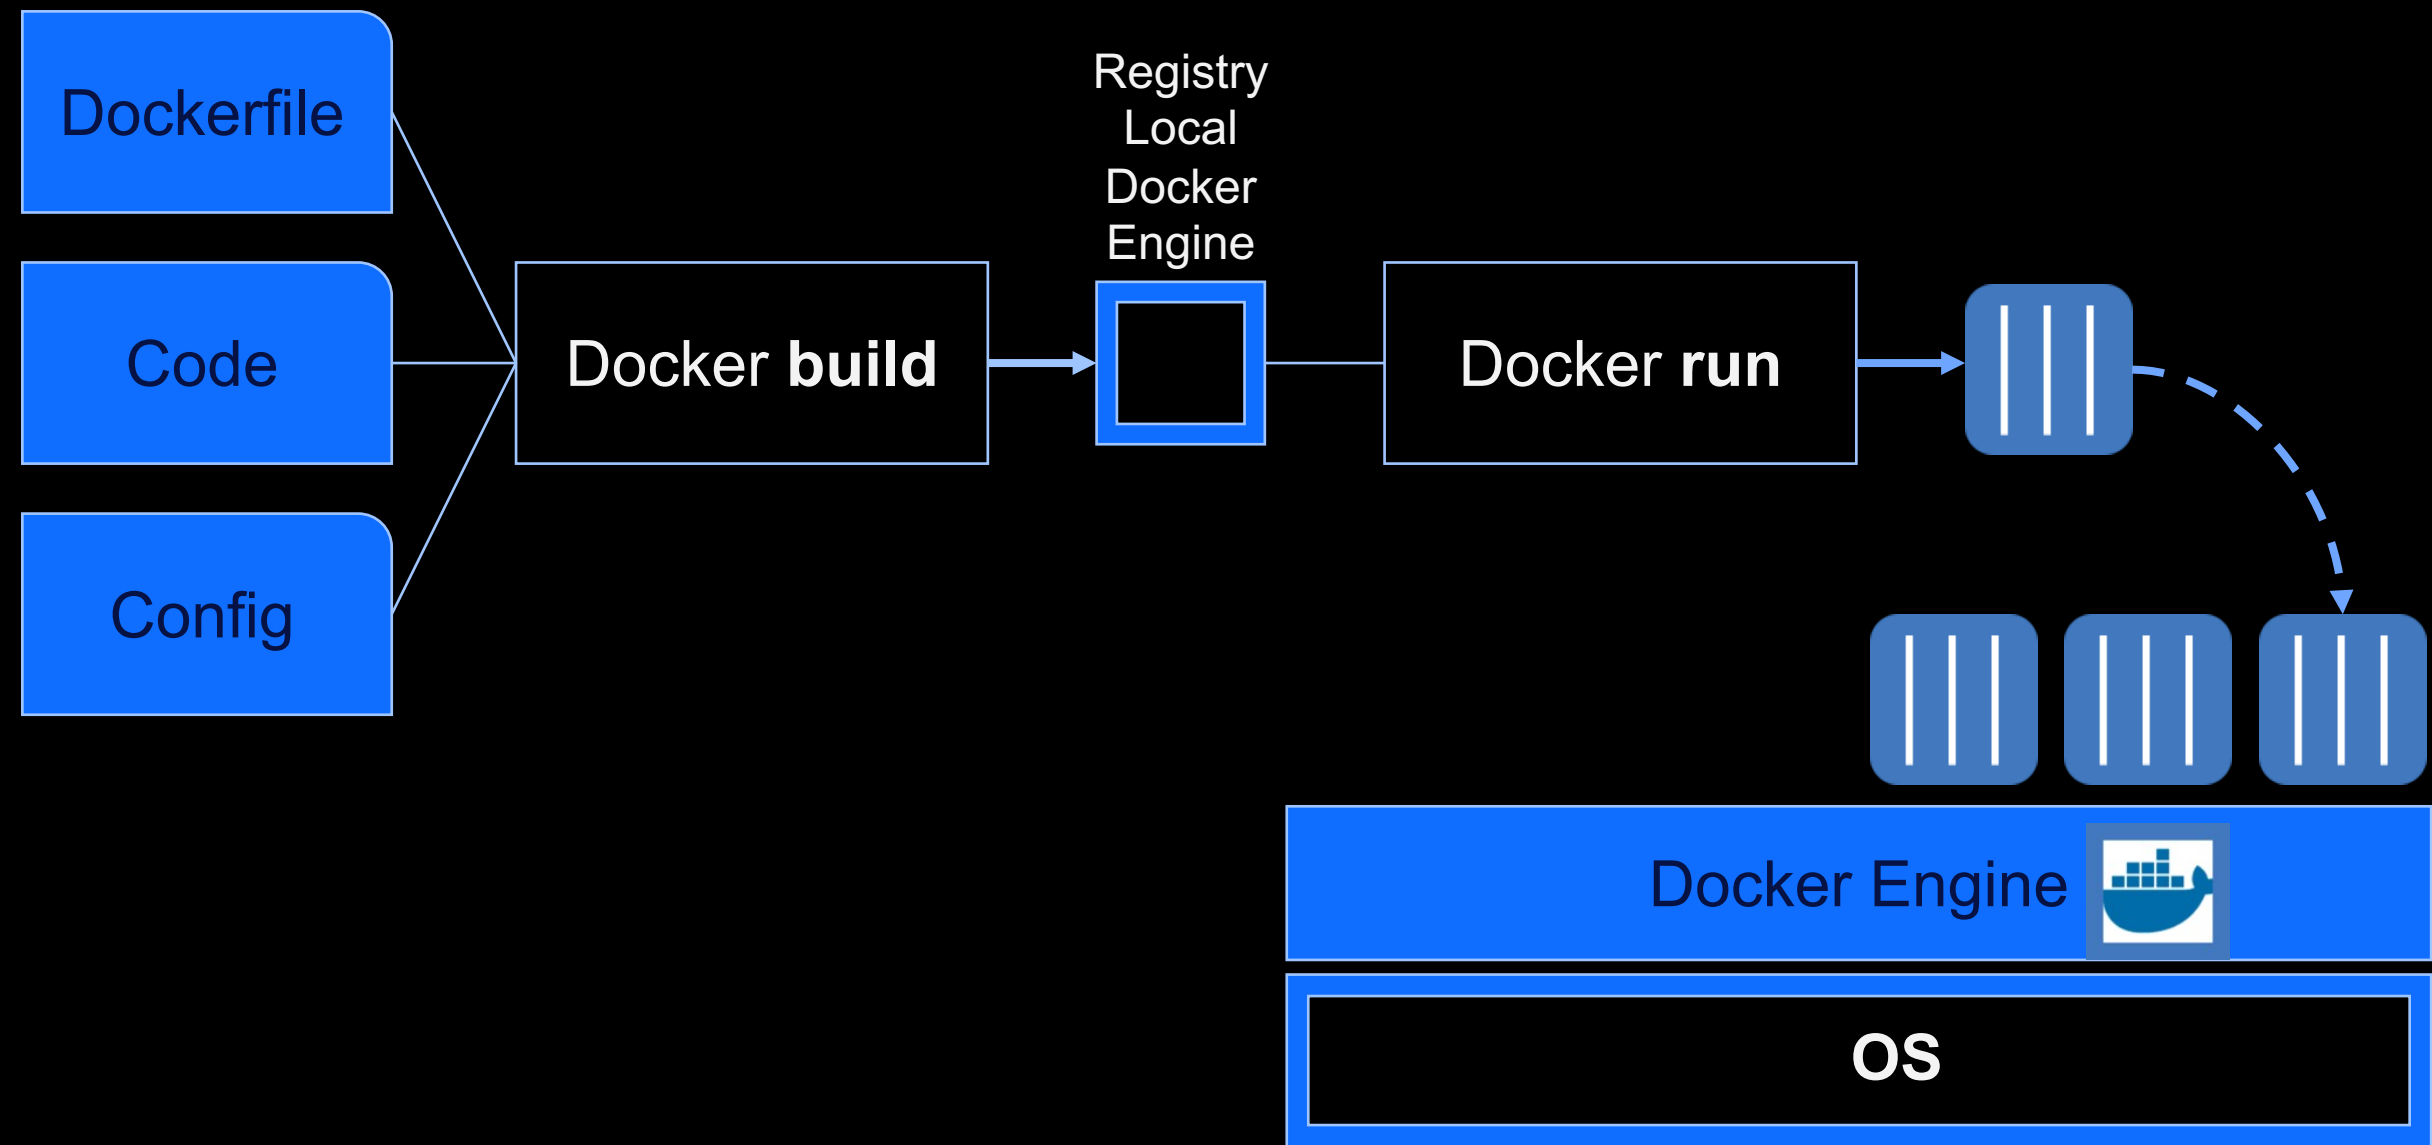 Dockerfile
Code
Config
Docker build
Registry
Local
Docker
Engine
Docker run
Docker Engine
OS